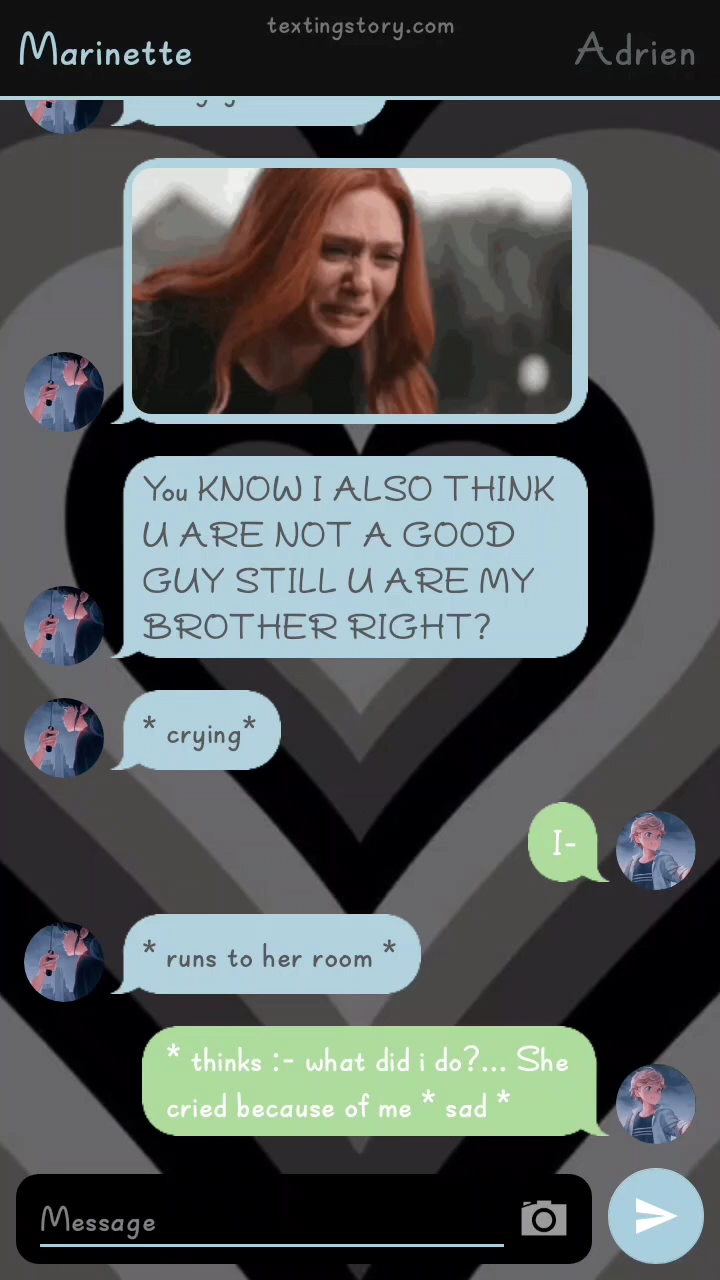 textingstory.com
Marinette
Adrien
You KNOW I ALSO THINK
U ARE NOT A GOOD
GUY STILL U ARE MY
BROTHER RIGHT?
* crying*
I-
* runs to her room *
* thinks :- what did i do?... She
cried because of me * sad *
Message